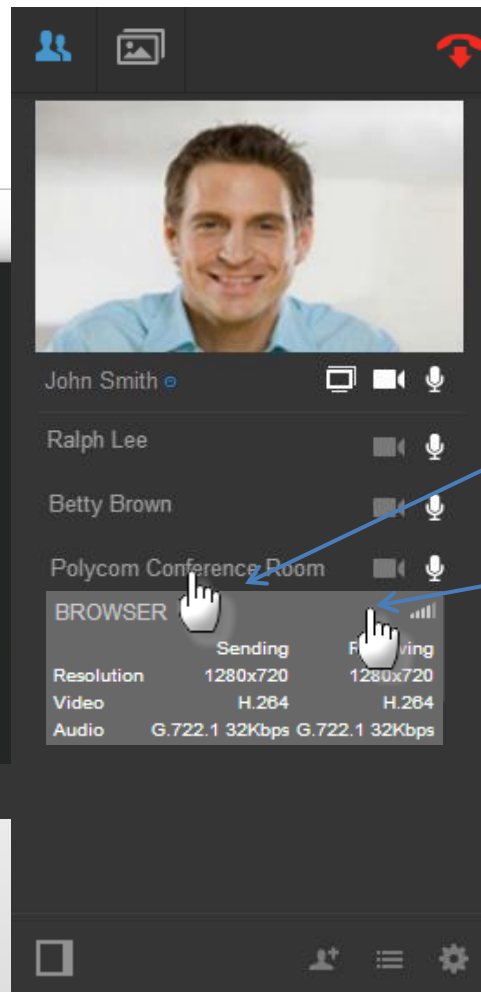 John Smith
Ralph Lee
Betty Brown
Polycom Conference Room
BROWSER
Sending
Resolution 1280x720 1280x720
Video H.264 H.264
Audio G.722.1 32Kbps G.722.1 32Kbps